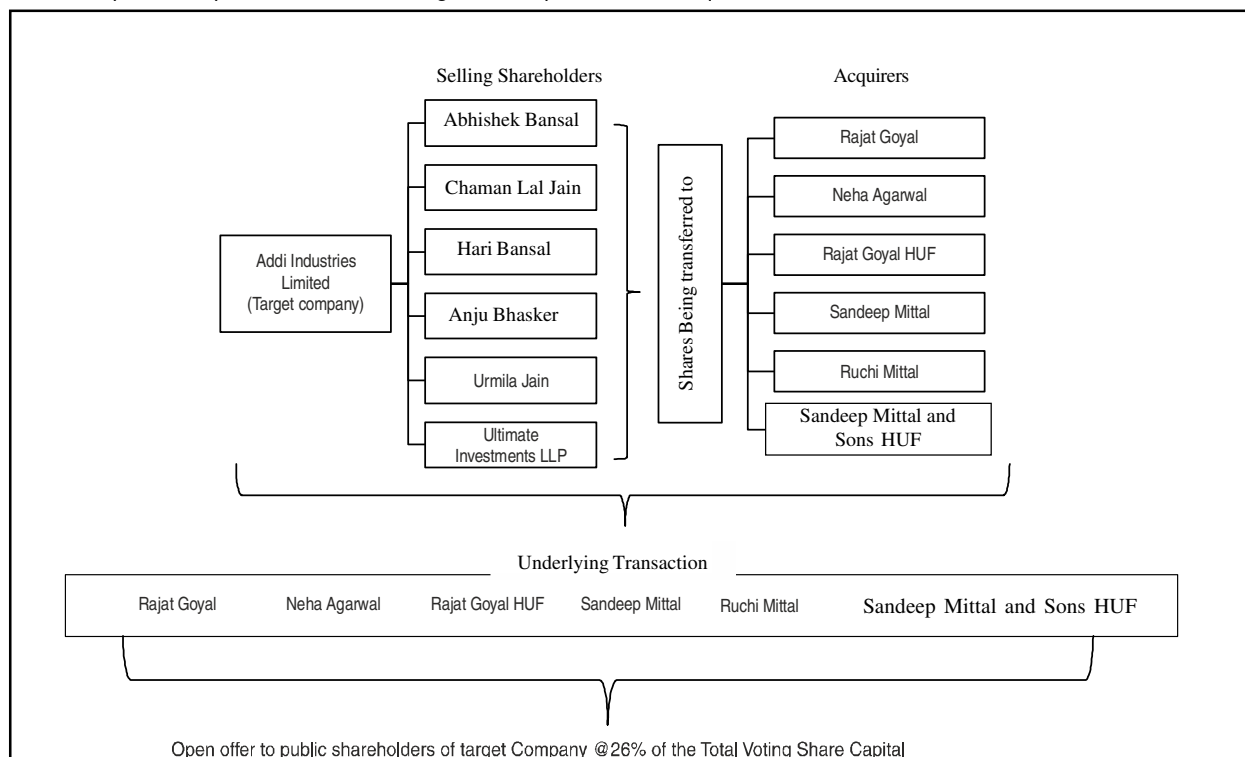 Selling Shareholders
Acquirers
Addi Industries
Limited
(Target company)
Abhishek Bansal
Chaman Lal Jain
Hari Bansal
Anju Bhasker
Urmila Jain
Ultimate
Investments LLP
Shares Being transferred to
Rajat Goyal
Neha Agarwal
Rajat Goyal HUF
Sandeep Mittal
Ruchi Mittal
Sandeep Mittal and
Sons HUF
Underlying Transaction
Rajat Goyal Neha Agarwal Rajat Goyal HUF Sandeep Mittal Ruchi Mittal Sandeep Mittal and Sons HUF
Open offer to public shareholders of target Company @26% of the Total Voting Share Capital